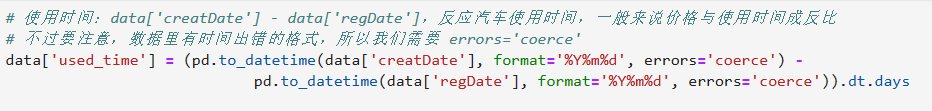 # 使用时间：data['creatDate'] - data['regDate']，反应汽车使用时间，一般来说价格与使用时间成反比
# 不过要注意，数据里有时间出错的格式，所以我们需要 errors='coerce'
data['used_time'] = (pd.to_datetime(data['creatDate'], format='%Y%m%d', errors='coerce') -
                            pd.to_datetime(data['regDate'], format='%Y%m%d', errors='coerce')).dt.days